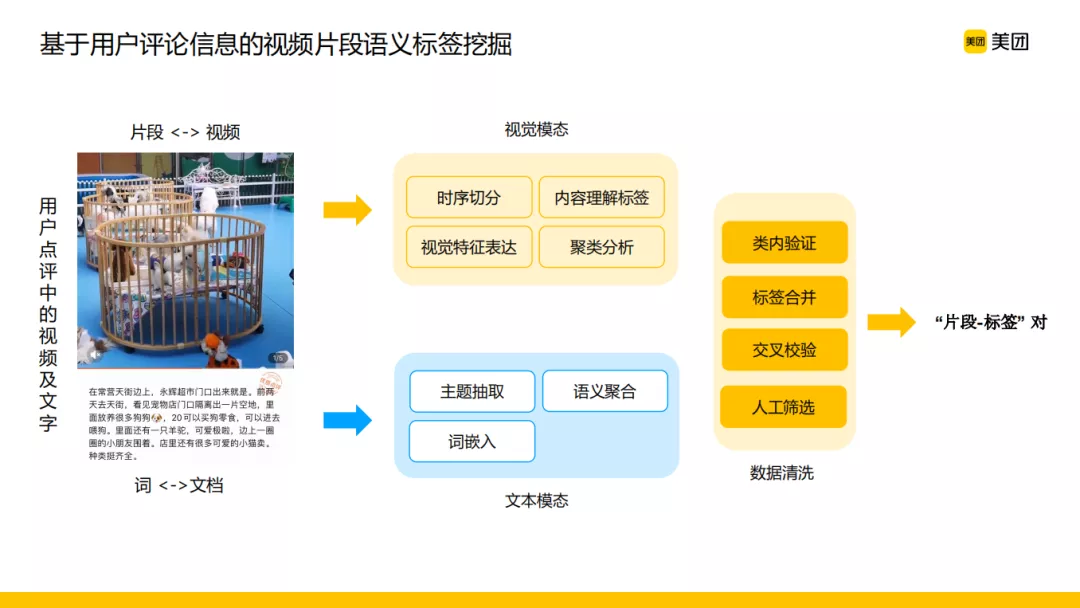 基于用户评论信息的视频片段语义标签挖掘
美团 美团
片段 <-> 视频
用户点评中的视频及文字
1/5
在常营天街边上，永辉超市门口出来就是。前两
天去天街，看见宠物店门口隔离出一片空地，里
面放养很多狗狗🐶，20可以买狗零食，可以进去
喂狗。里面还有一只羊驼，可爱极啦，边上一圈
圈的小朋友围着。店里还有很多可爱的小猫卖。
种类挺齐全。
词 <->文档
视觉模态
时序切分 内容理解标签
视觉特征表达 聚类分析
主题抽取 语义聚合
词嵌入
文本模态
类内验证
标签合并
交叉校验
人工筛选
数据清洗
“片段-标签” 对